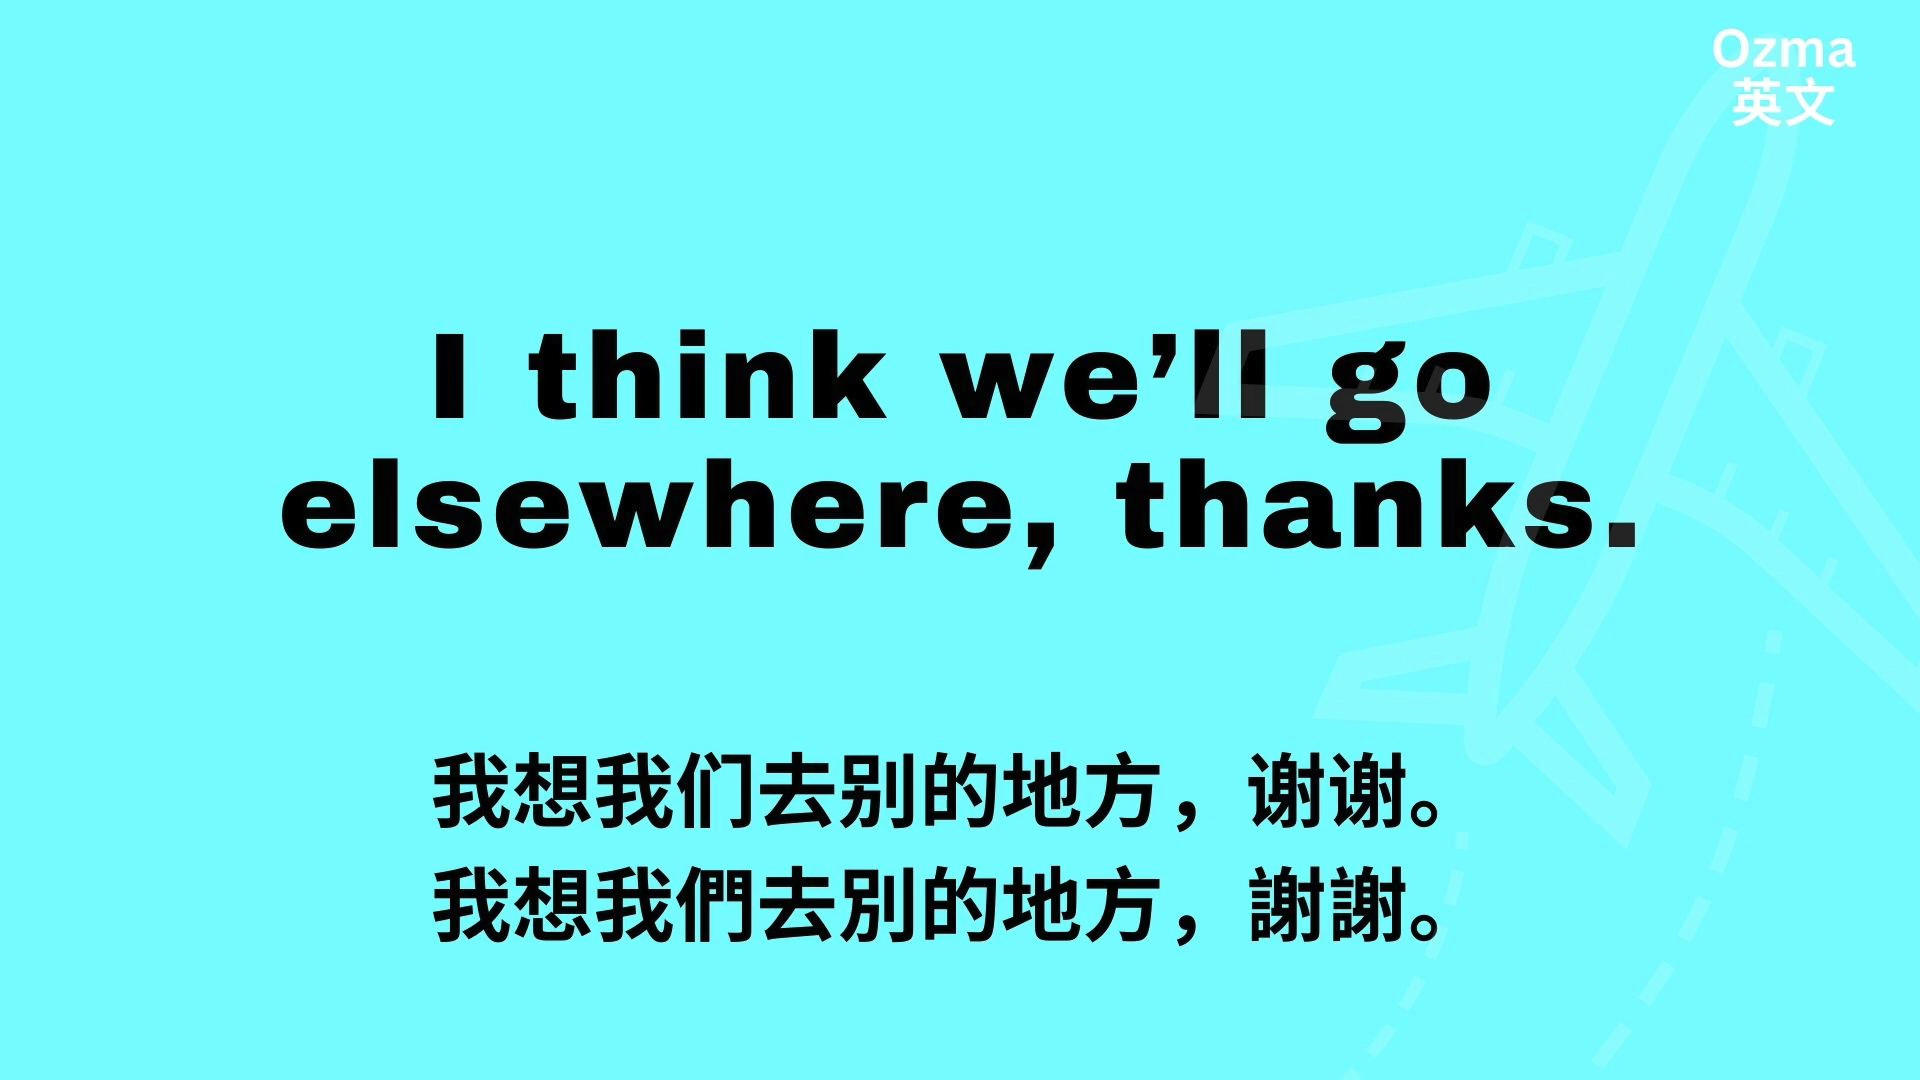 Ozma
英文
I think we’ll go
elsewhere, thanks.
我想我们去别的地方，谢谢。
我想我們去別的地方，謝謝。